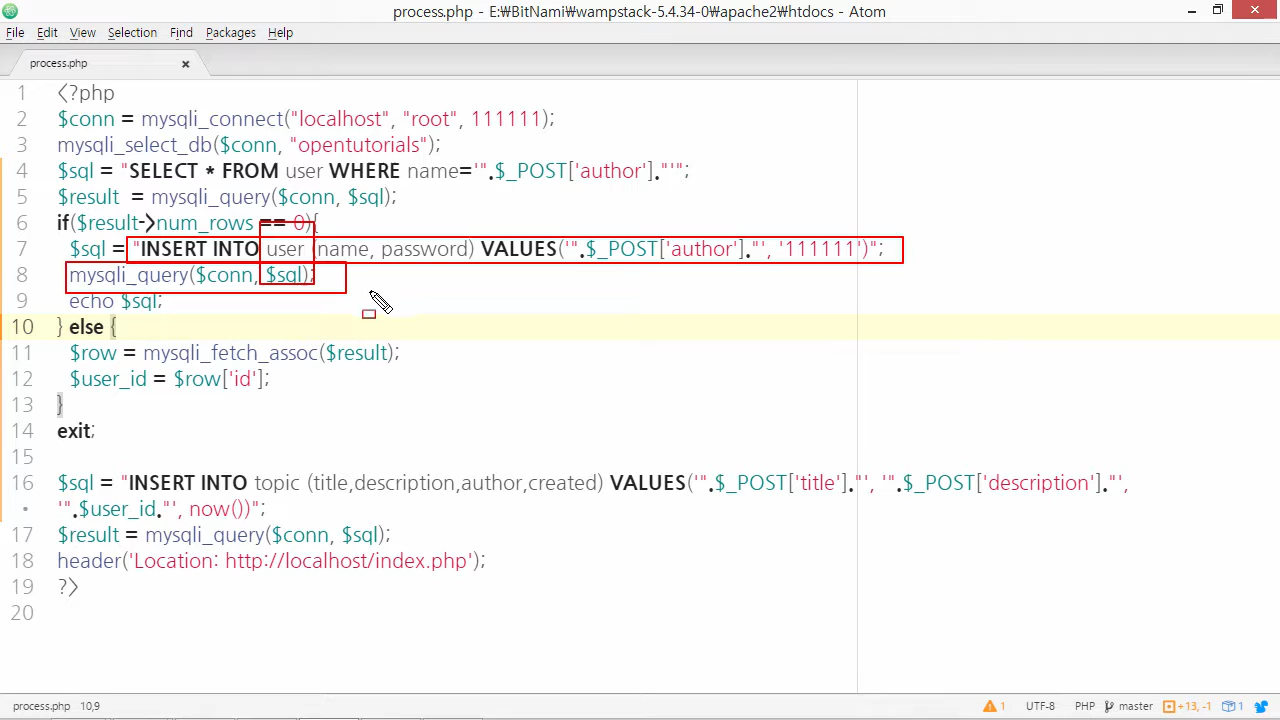 process.php - E:₩BitNami₩wampstack-5.4.34-0₩apache2₩htdocs - Atom
File Edit View Selection Find Packages Help
process.php
1 <?php
2 $conn = mysqli_connect("localhost", "root", 111111);
3 mysqli_select_db($conn, "opentutorials");
4 $sql = "SELECT * FROM user WHERE name='".$_POST['author']."'";
5 $result  = mysqli_query($conn, $sql);
6 if($result->num_rows == 0){
7   $sql = "INSERT INTO user (name, password) VALUES('".$_POST['author']."', '111111')";
8   mysqli_query($conn, $sql);
9   echo $sql;
10 } else {
11   $row = mysqli_fetch_assoc($result);
12   $user_id = $row['id'];
13 }
14 exit;
15
16 $sql = "INSERT INTO topic (title,description,author,created) VALUES('".$_POST['title']."', '".$_POST['description']."',
• '".$user_id."', now())";
17 $result = mysqli_query($conn, $sql);
18 header('Location: http://localhost/index.php');
19 ?>
20
process.php 10,9 1 UTF-8 PHP master +13, -1 1